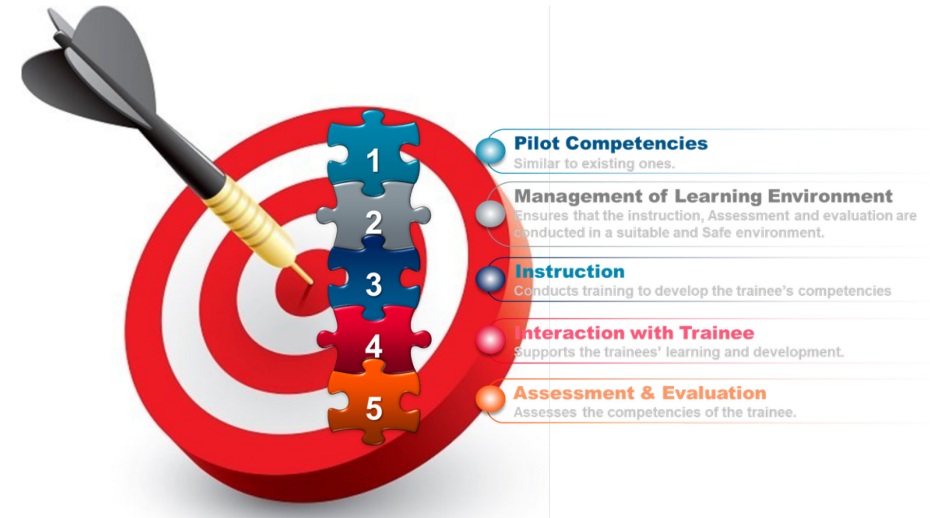 1
Pilot Competencies
Similar to existing ones.
2
Management of Learning Environment
Ensures that the instruction, Assessment and evaluation are
conducted in a suitable and Safe environment.
3
Instruction
Conducts training to develop the trainee's competencies
4
Interaction with Trainee
Supports the trainees' learning and development.
5
Assessment & Evaluation
Assesses the competencies of the trainee.